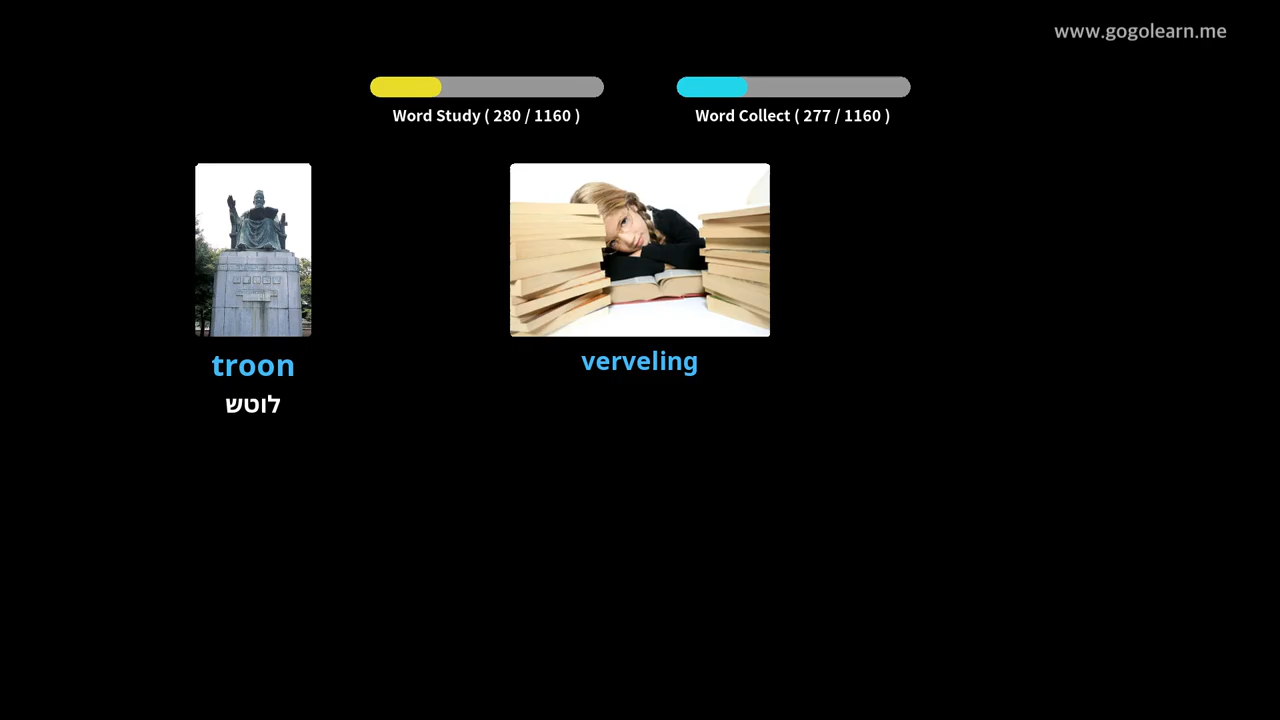 www.gogolearn.me
Word Study ( 280 / 1160 )
Word Collect ( 277 / 1160 )
troon
לוטש
verveling